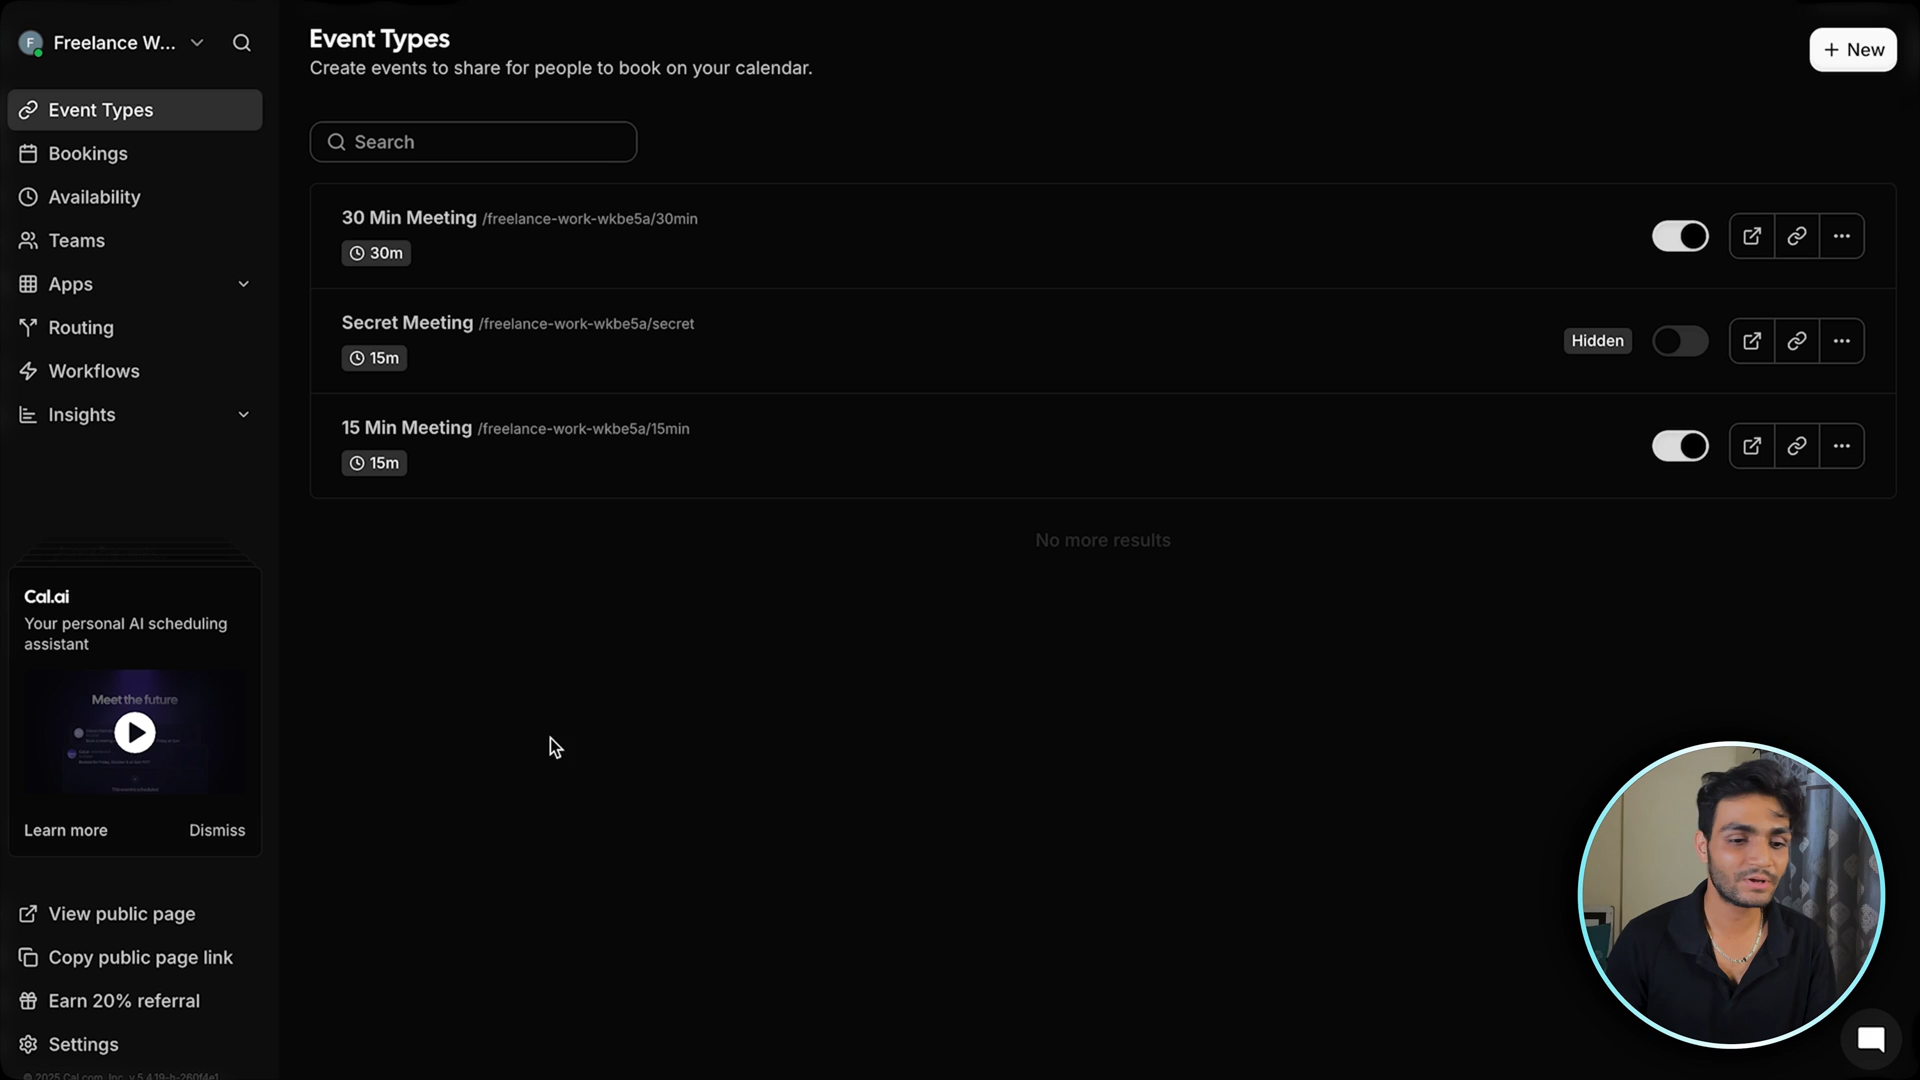 F Freelance W...
Event Types
Bookings
Availability
Teams
Apps
Routing
Workflows
Insights
Cal.ai
Your personal AI scheduling
assistant
Meet the future
Learn more Dismiss
View public page
Copy public page link
Earn 20% referral
Settings
Event Types
Create events to share for people to book on your calendar.
+ New
Search
30 Min Meeting /freelance-work-wkbe5a/30min
30m
Secret Meeting /freelance-work-wkbe5a/secret
15m
Hidden
15 Min Meeting /freelance-work-wkbe5a/15min
15m
No more results